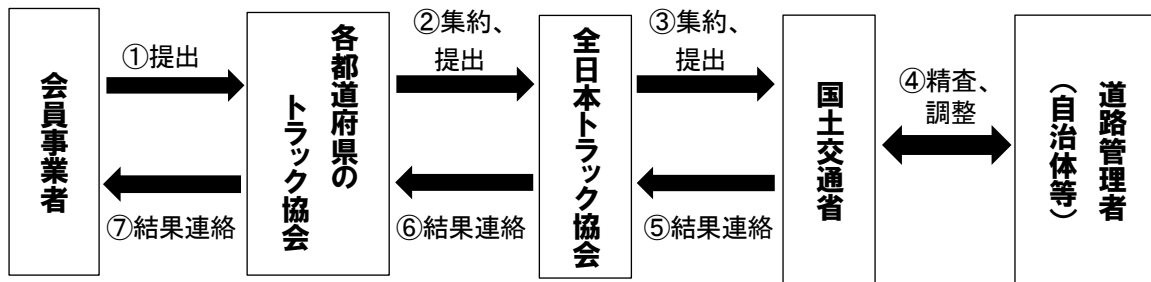 会員事業者
①提出
⑦結果連絡
各都道府県の
トラック協会
②集約、
提出
⑥結果連絡
全日本トラック協会
③集約、
提出
⑤結果連絡
国土交通省
④精査、
調整
道路管理者
（自治体等）